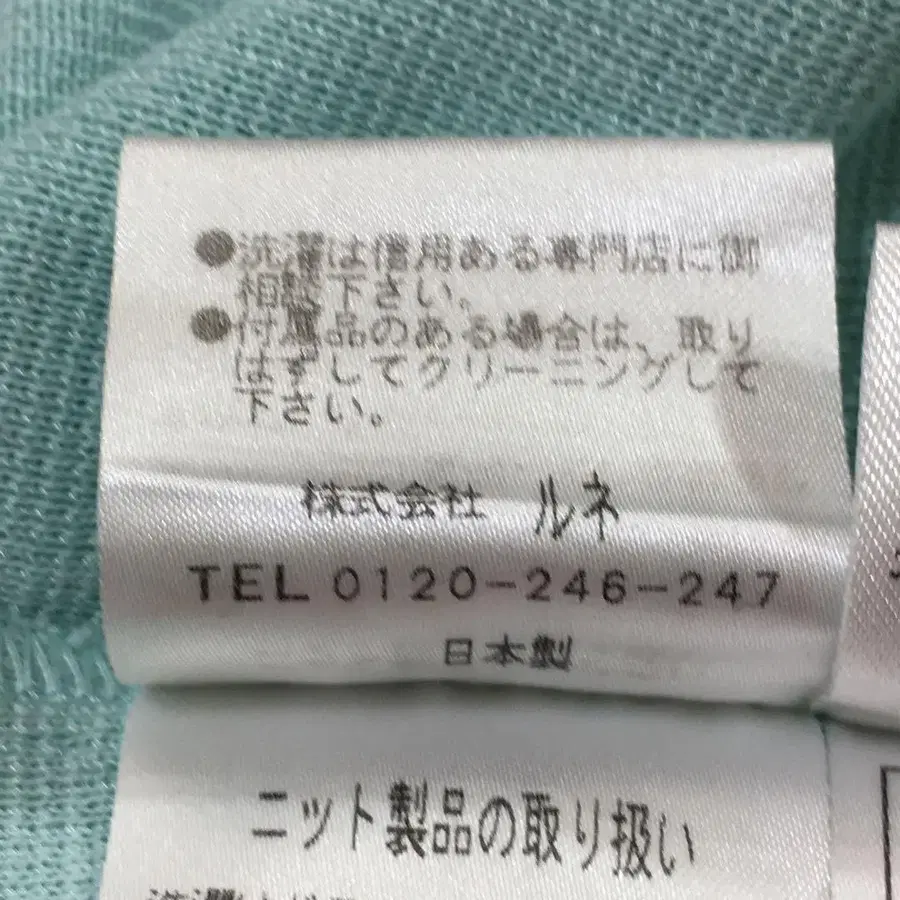 ●洗濯は信用ある専門店に御
相談下さい。
●付属品のある場合は、取り
はずしてクリーニングして
下さい。
株式会社 ルネ
TEL 0120-246-247
日本製
ニット製品の取り扱い